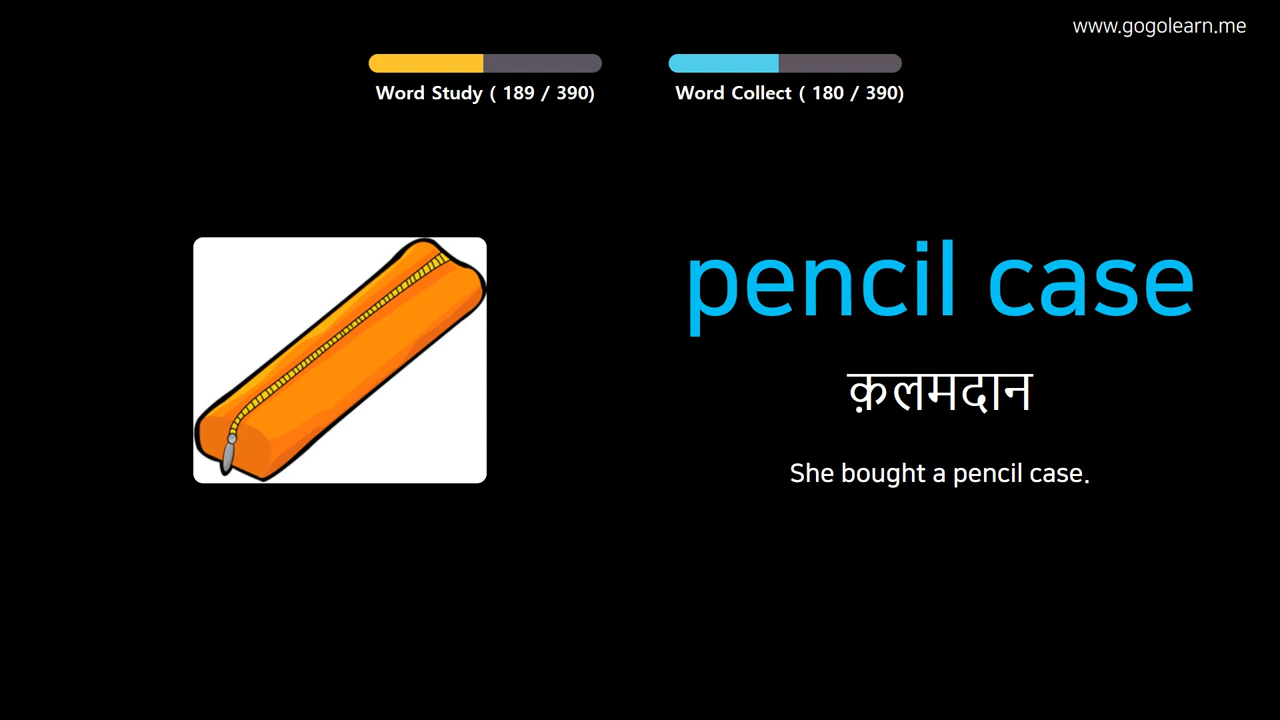 www.gogolearn.me
Word Study ( 189 / 390)
Word Collect ( 180 / 390)
pencil case
क़लमदान
She bought a pencil case.